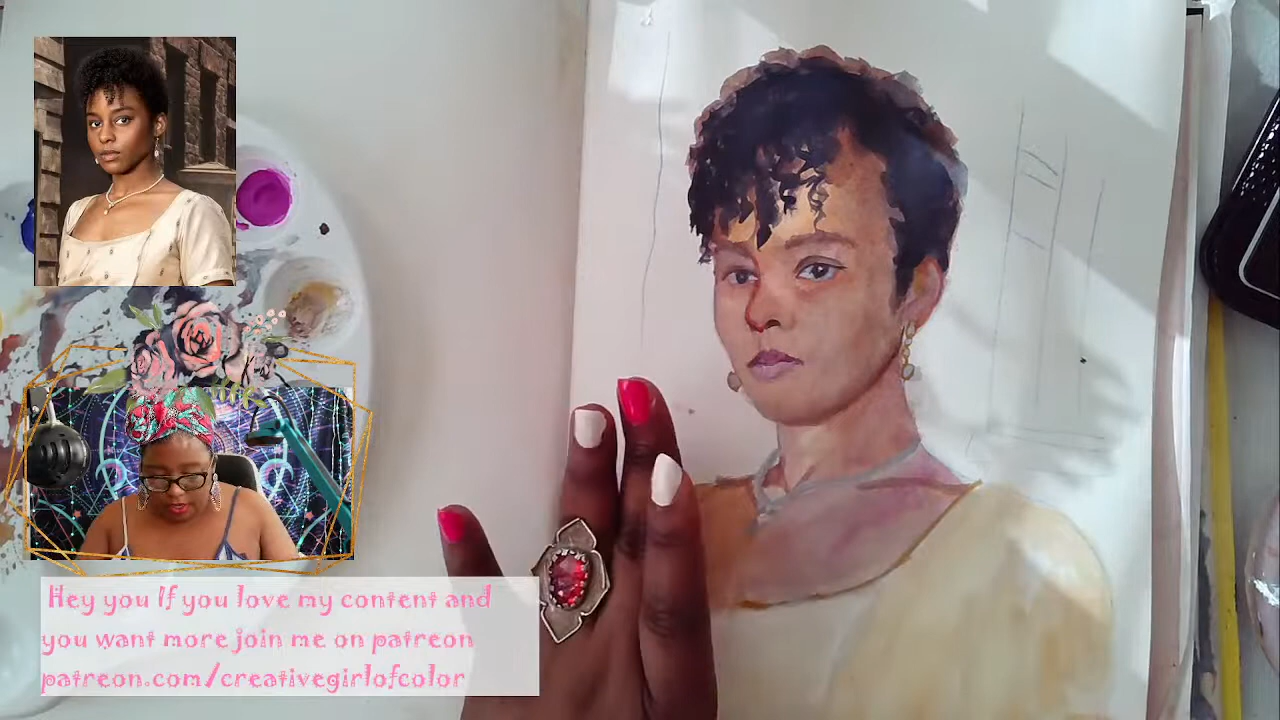 Hey you If you love my content and
you want more join me on patreon
patreon.com/creativegirlofcolor